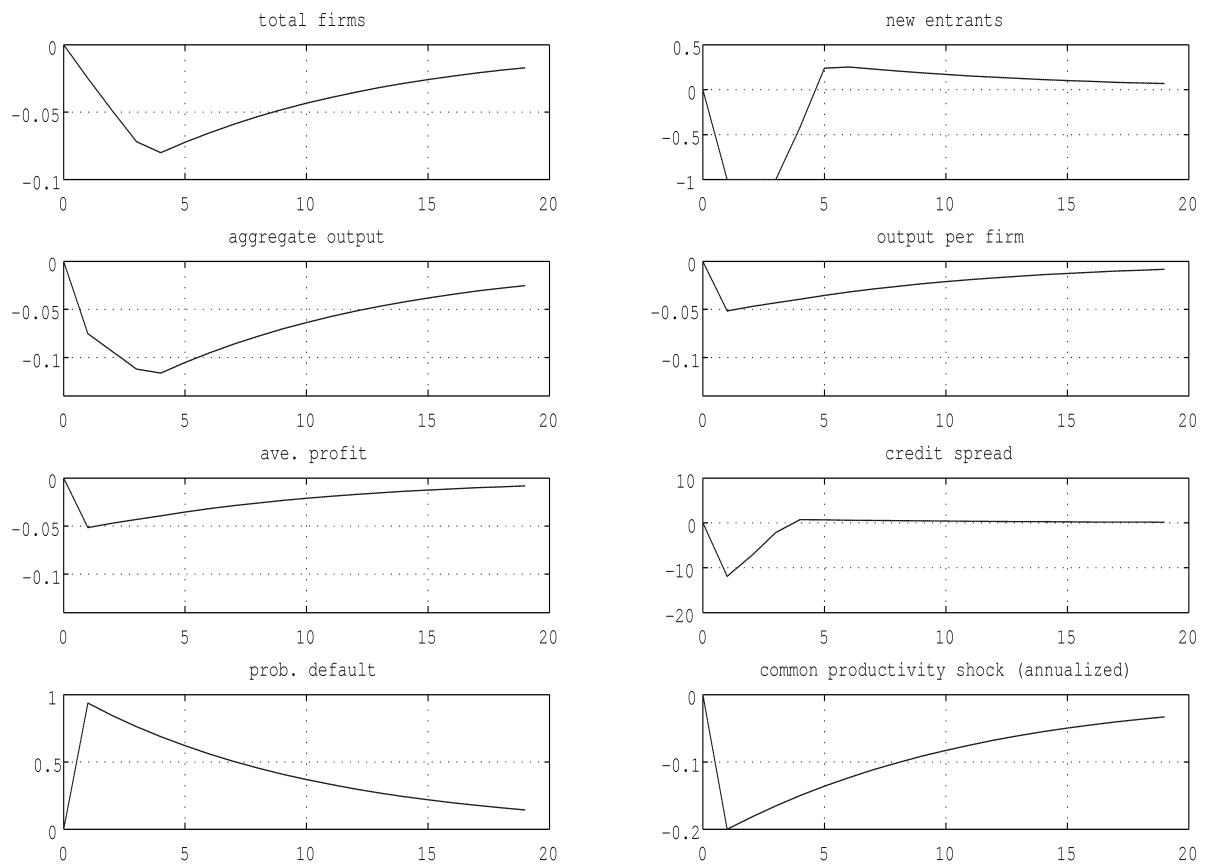 total firms
0
-0.05
-0.1
0 5 10 15 20
new entrants
0.5
0
-0.5
-1
0 5 10 15 20
aggregate output
0
-0.05
-0.1
0 5 10 15 20
output per firm
0
-0.05
-0.1
0 5 10 15 20
ave. profit
0
-0.05
-0.1
0 5 10 15 20
credit spread
10
0
-10
-20
0 5 10 15 20
prob. default
1
0.5
0
0 5 10 15 20
common productivity shock (annualized)
0
-0.1
-0.2
0 5 10 15 20